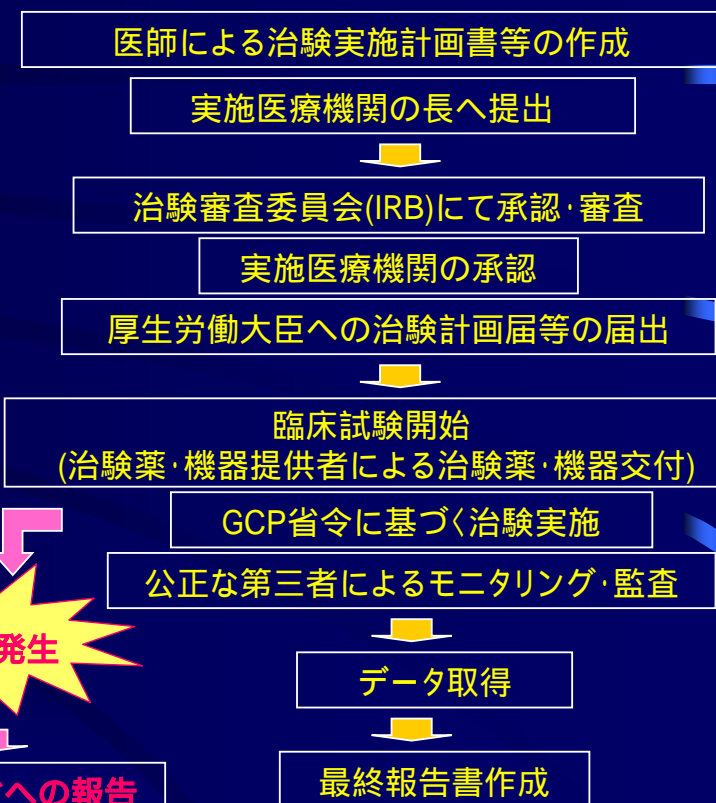 医師による治験実施計画書等の作成
実施医療機関の長へ提出
治験審査委員会(IRB)にて承認・審査
実施医療機関の承認
厚生労働大臣への治験計画届等の届出
臨床試験開始
(治験薬・機器提供者による治験薬・機器交付)
GCP省令に基づく治験実施
公正な第三者によるモニタリング・監査
発生
データ取得
への報告
最終報告書作成